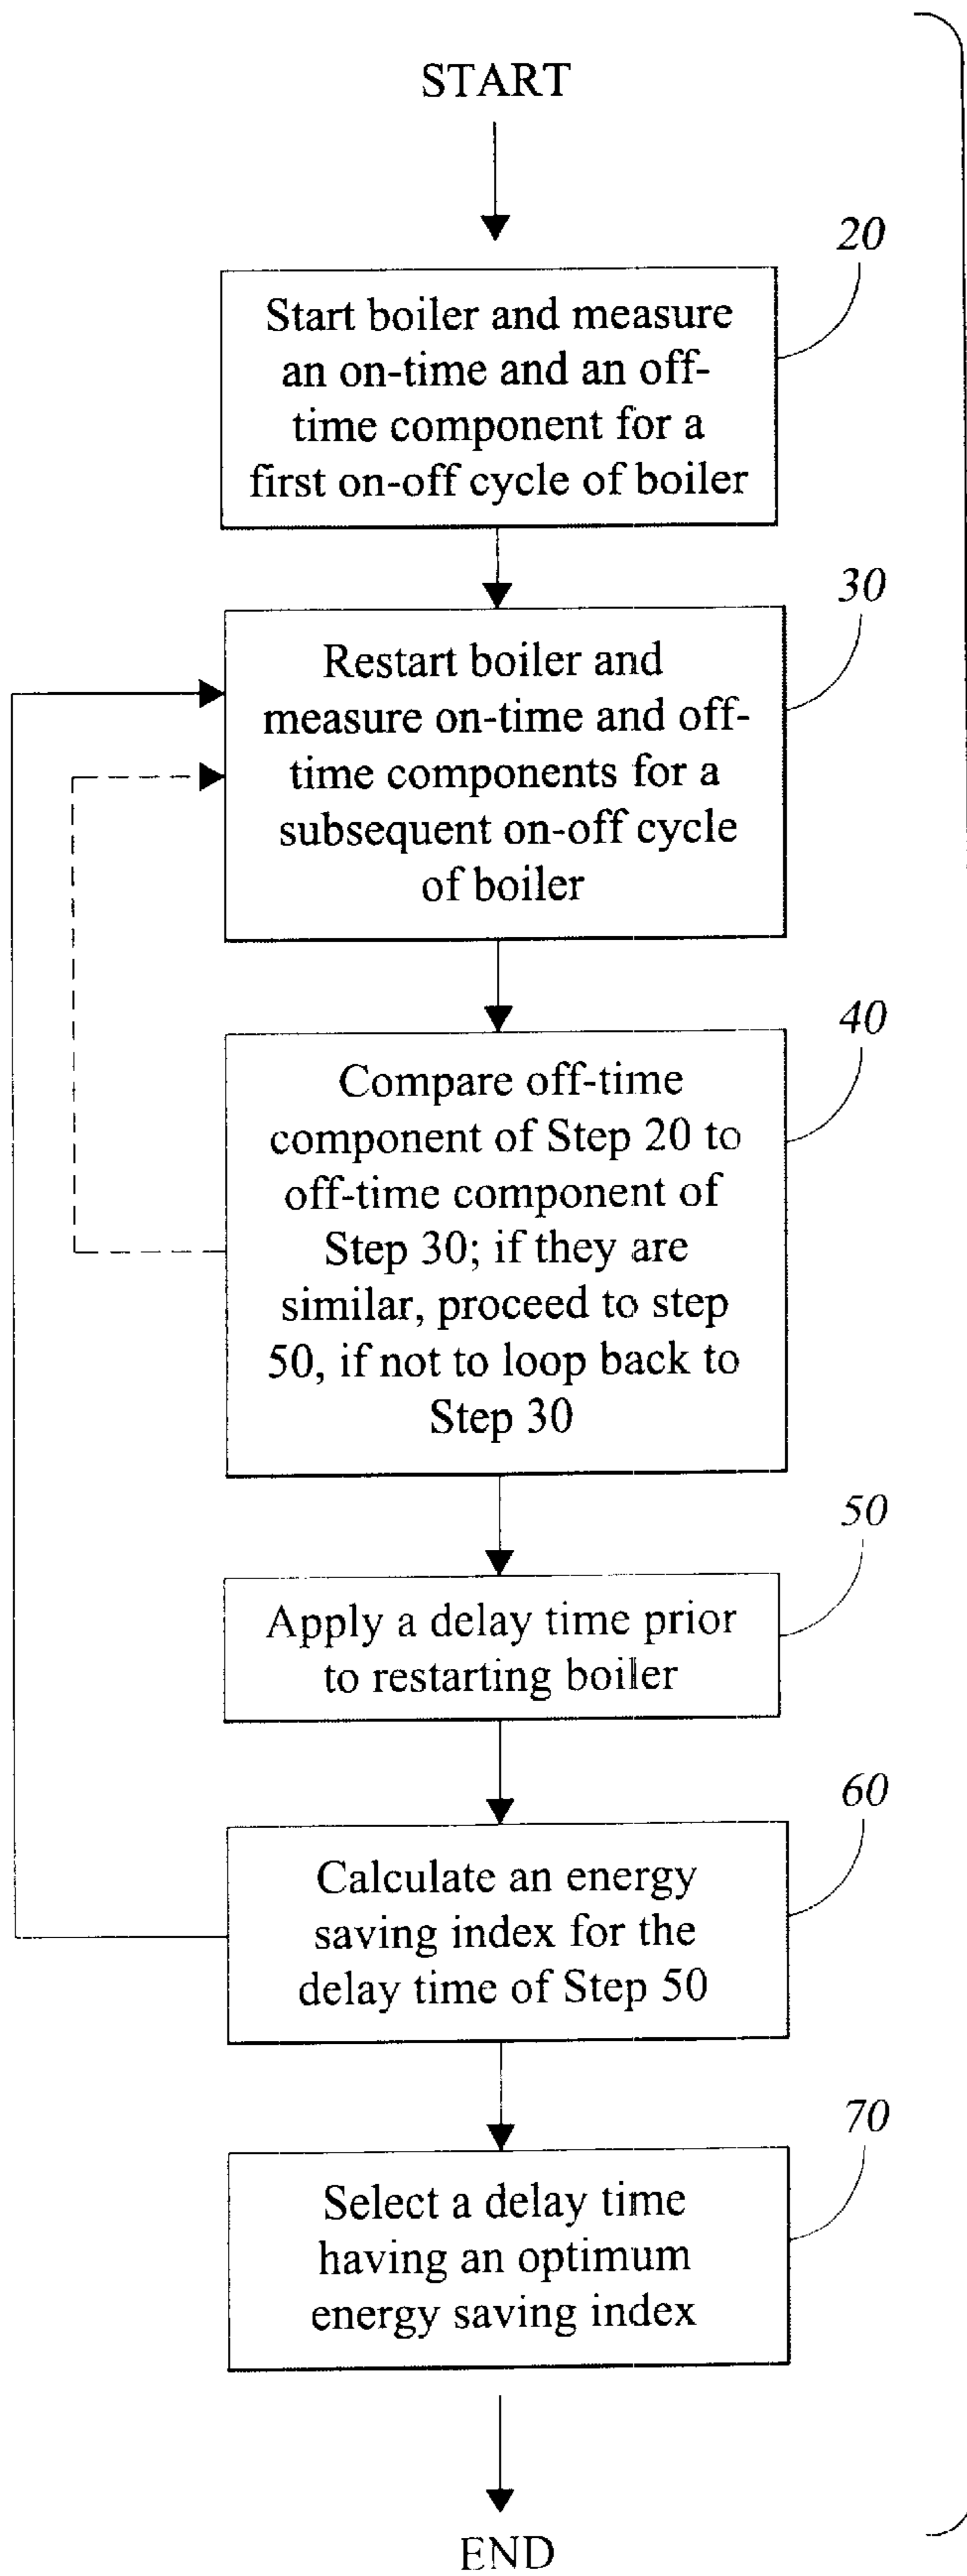 START
20
Start boiler and measure
an on-time and an off-
time component for a
first on-off cycle of boiler
30
Restart boiler and
measure on-time and off-
time components for a
subsequent on-off cycle
of boiler
40
Compare off-time
component of Step 20 to
off-time component of
Step 30; if they are
similar, proceed to step
50, if not to loop back to
Step 30
50
Apply a delay time prior
to restarting boiler
60
Calculate an energy
saving index for the
delay time of Step 50
70
Select a delay time
having an optimum
energy saving index
END